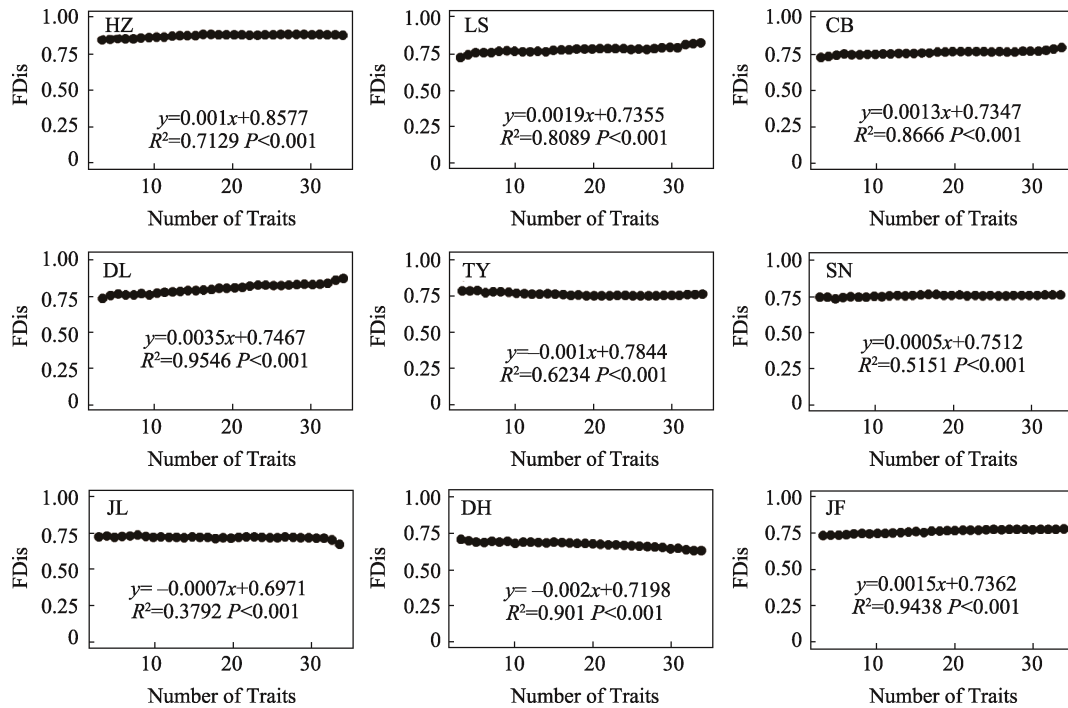 HZ
1.00
0.75
0.50
0.25
0
FDis
y=0.001x+0.8577
R²=0.7129 P<0.001
10 20 30
Number of Traits
LS
1.00
0.75
0.50
0.25
0
FDis
y=0.0019x+0.7355
R²=0.8089 P<0.001
10 20 30
Number of Traits
CB
1.00
0.75
0.50
0.25
0
FDis
y=0.0013x+0.7347
R²=0.8666 P<0.001
10 20 30
Number of Traits
DL
1.00
0.75
0.50
0.25
0
FDis
y=0.0035x+0.7467
R²=0.9546 P<0.001
10 20 30
Number of Traits
TY
1.00
0.75
0.50
0.25
0
FDis
y=–0.001x+0.7844
R²=0.6234 P<0.001
10 20 30
Number of Traits
SN
1.00
0.75
0.50
0.25
0
FDis
y=0.0005x+0.7512
R²=0.5151 P<0.001
10 20 30
Number of Traits
JL
1.00
0.75
0.50
0.25
0
FDis
y= –0.0007x+0.6971
R²=0.3792 P<0.001
10 20 30
Number of Traits
DH
1.00
0.75
0.50
0.25
0
FDis
y= –0.002x+0.7198
R²=0.901 P<0.001
10 20 30
Number of Traits
JF
1.00
0.75
0.50
0.25
0
FDis
y=0.0015x+0.7362
R²=0.9438 P<0.001
10 20 30
Number of Traits